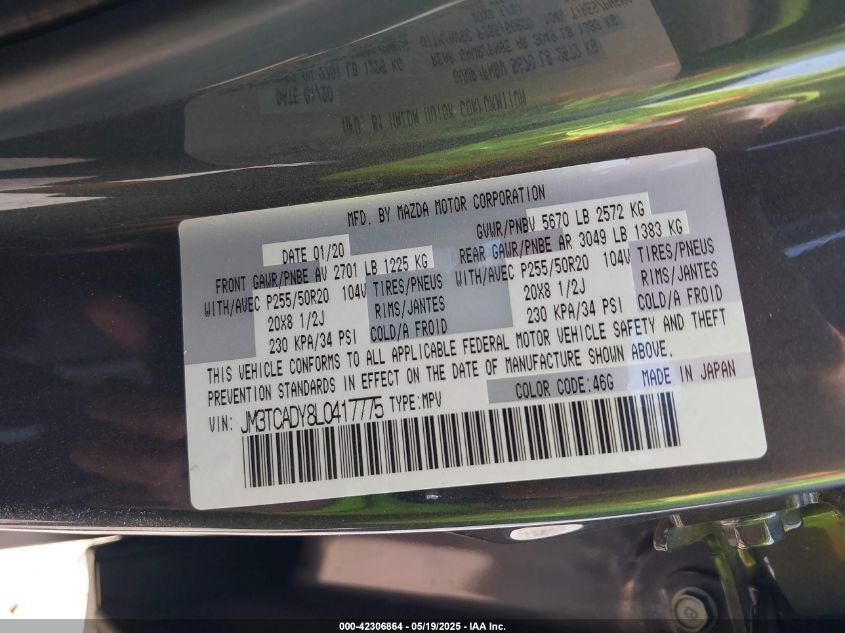 MFD. BY MAZDA MOTOR CORPORATION
DATE 01/20 GVWR/PNBV 5670 LB 2572 KG
FRONT GAWR/PNBE AV 2701 LB 1225 KG REAR GAWR/PNBE AR 3049 LB 1383 KG
WITH/AVEC P255/50R20 104V TIRES/PNEUS WITH/AVEC P255/50R20 104V TIRES/PNEUS
20X8 1/2J RIMS/JANTES 20X8 1/2J RIMS/JANTES
230 KPA/34 PSI COLD/A FROID 230 KPA/34 PSI COLD/A FROID
THIS VEHICLE CONFORMS TO ALL APPLICABLE FEDERAL MOTOR VEHICLE SAFETY AND THEFT
PREVENTION STANDARDS IN EFFECT ON THE DATE OF MANUFACTURE SHOWN ABOVE.
COLOR CODE:46G MADE IN JAPAN
VIN: JM3TCADY8L0417775 TYPE:MPV
000-42306864 - 05/19/2025 - IAA Inc.